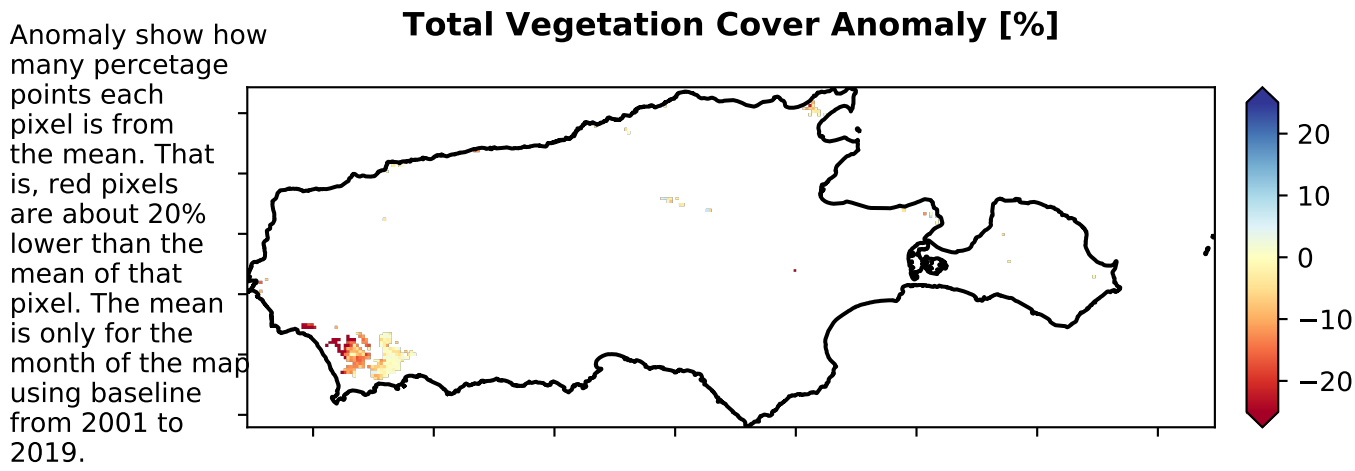 Total Vegetation Cover Anomaly [%]
Anomaly show how
many percetage
points each
pixel is from
the mean. That
is, red pixels
are about 20%
lower than the
mean of that
pixel. The mean
is only for the
month of the map
using baseline
from 2001 to
2019.
20
10
0
−10
−20